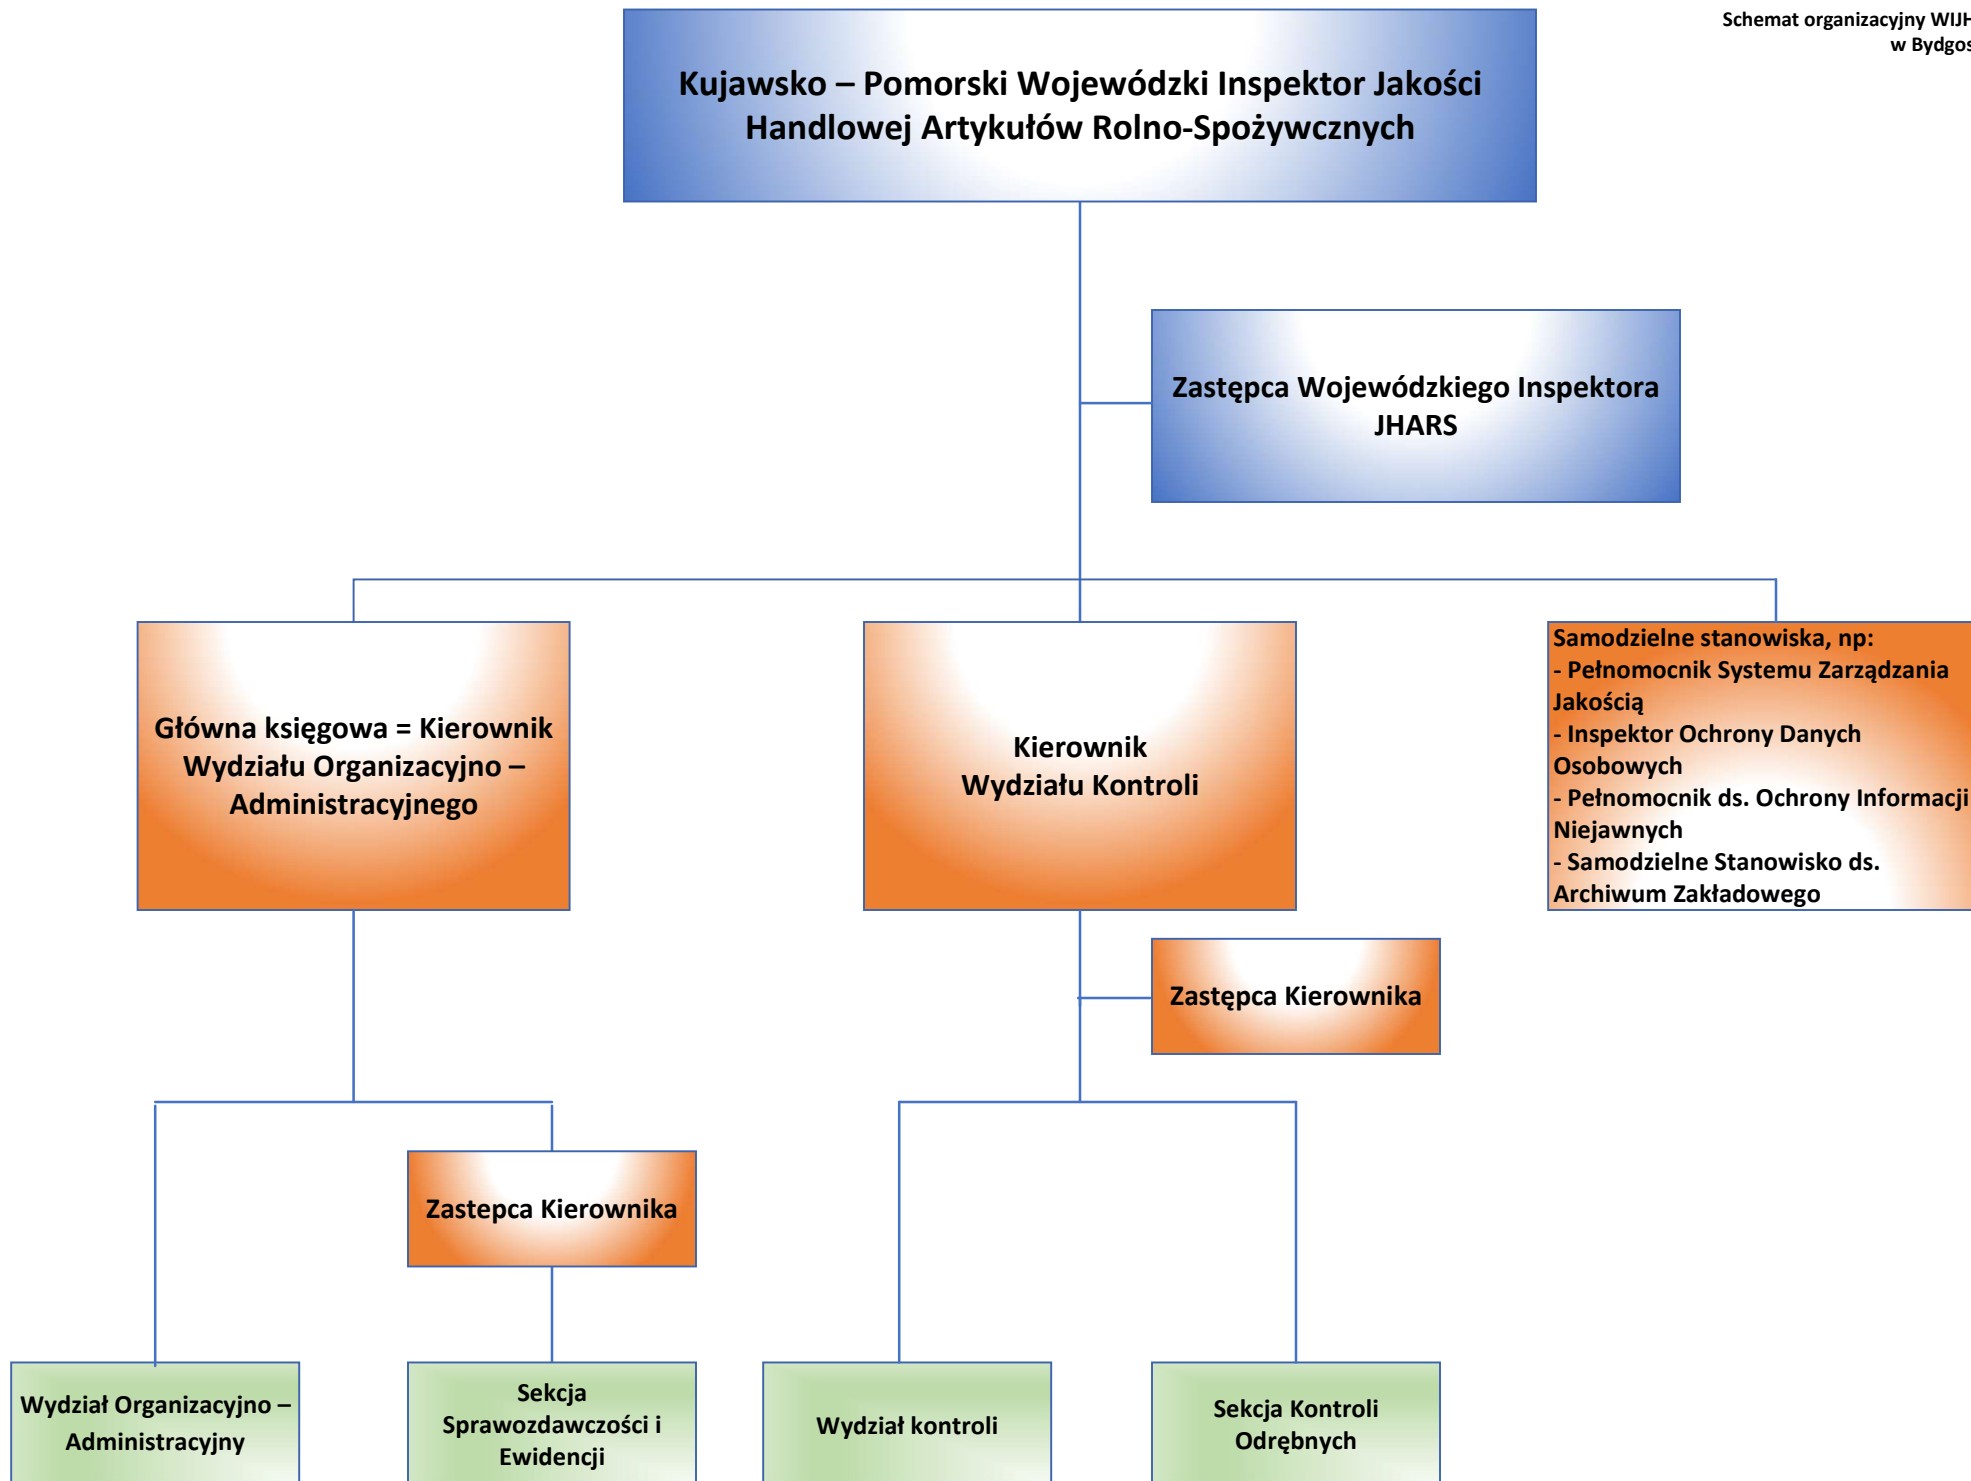 Schemat organizacyjny WIJH
w Bydgos
Kujawsko – Pomorski Wojewódzki Inspektor Jakości
Handlowej Artykułów Rolno-Spożywcznych
Zastępca Wojewódzkiego Inspektora
JHARS
Główna księgowa = Kierownik
Wydziału Organizacyjno –
Administracyjnego
Kierownik
Wydziału Kontroli
Samodzielne stanowiska, np:
- Pełnomocnik Systemu Zarządzania
Jakością
- Inspektor Ochrony Danych
Osobowych
- Pełnomocnik ds. Ochrony Informacji
Niejawnych
- Samodzielne Stanowisko ds.
Archiwum Zakładowego
Zastępca Kierownika
Zastepca Kierownika
Wydział Organizacyjno –
Administracyjny
Sekcja
Sprawozdawczości i
Ewidencji
Wydział kontroli
Sekcja Kontroli
Odrębnych